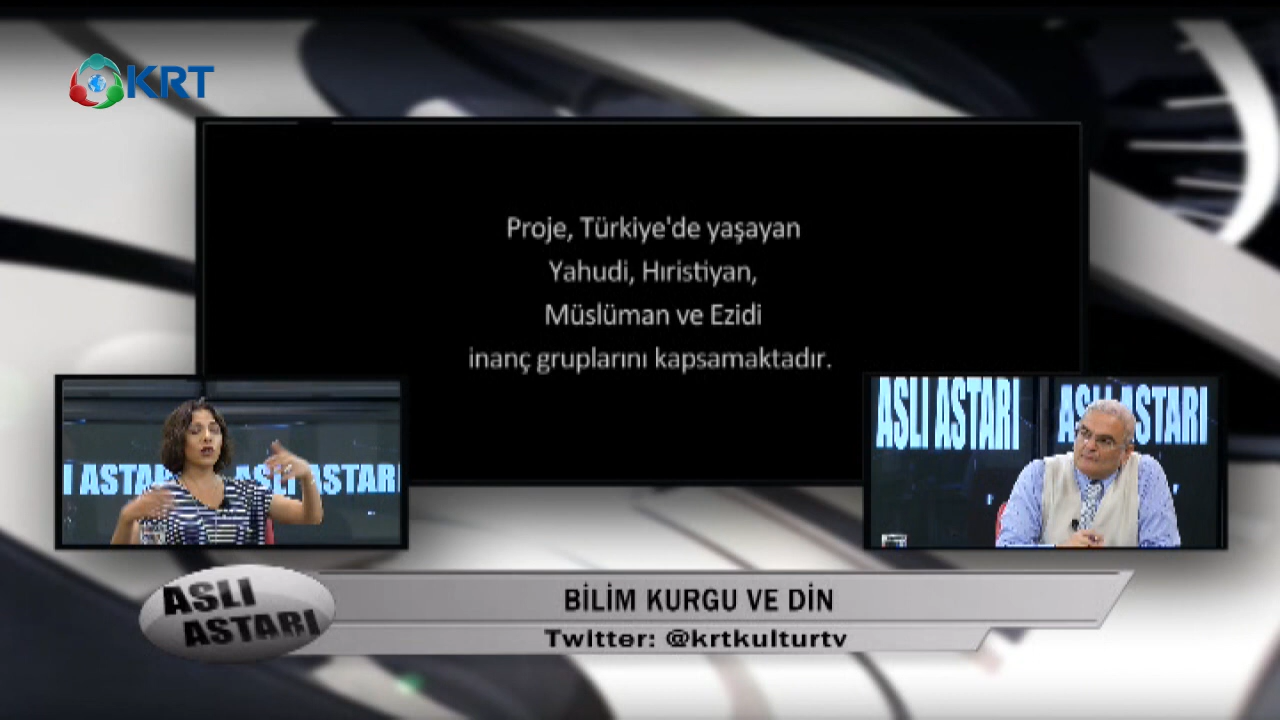 KRT
Proje, Türkiye'de yaşayan
Yahudi, Hıristiyan,
Müslüman ve Ezidi
inanç gruplarını kapsamaktadır.
ASLI ASTARI
ASLI ASTARI
ASLI ASTARI
ASLI ASTARI
ASLI
ASTARI
BİLİM KURGU VE DİN
Twitter: @krtkulturtv